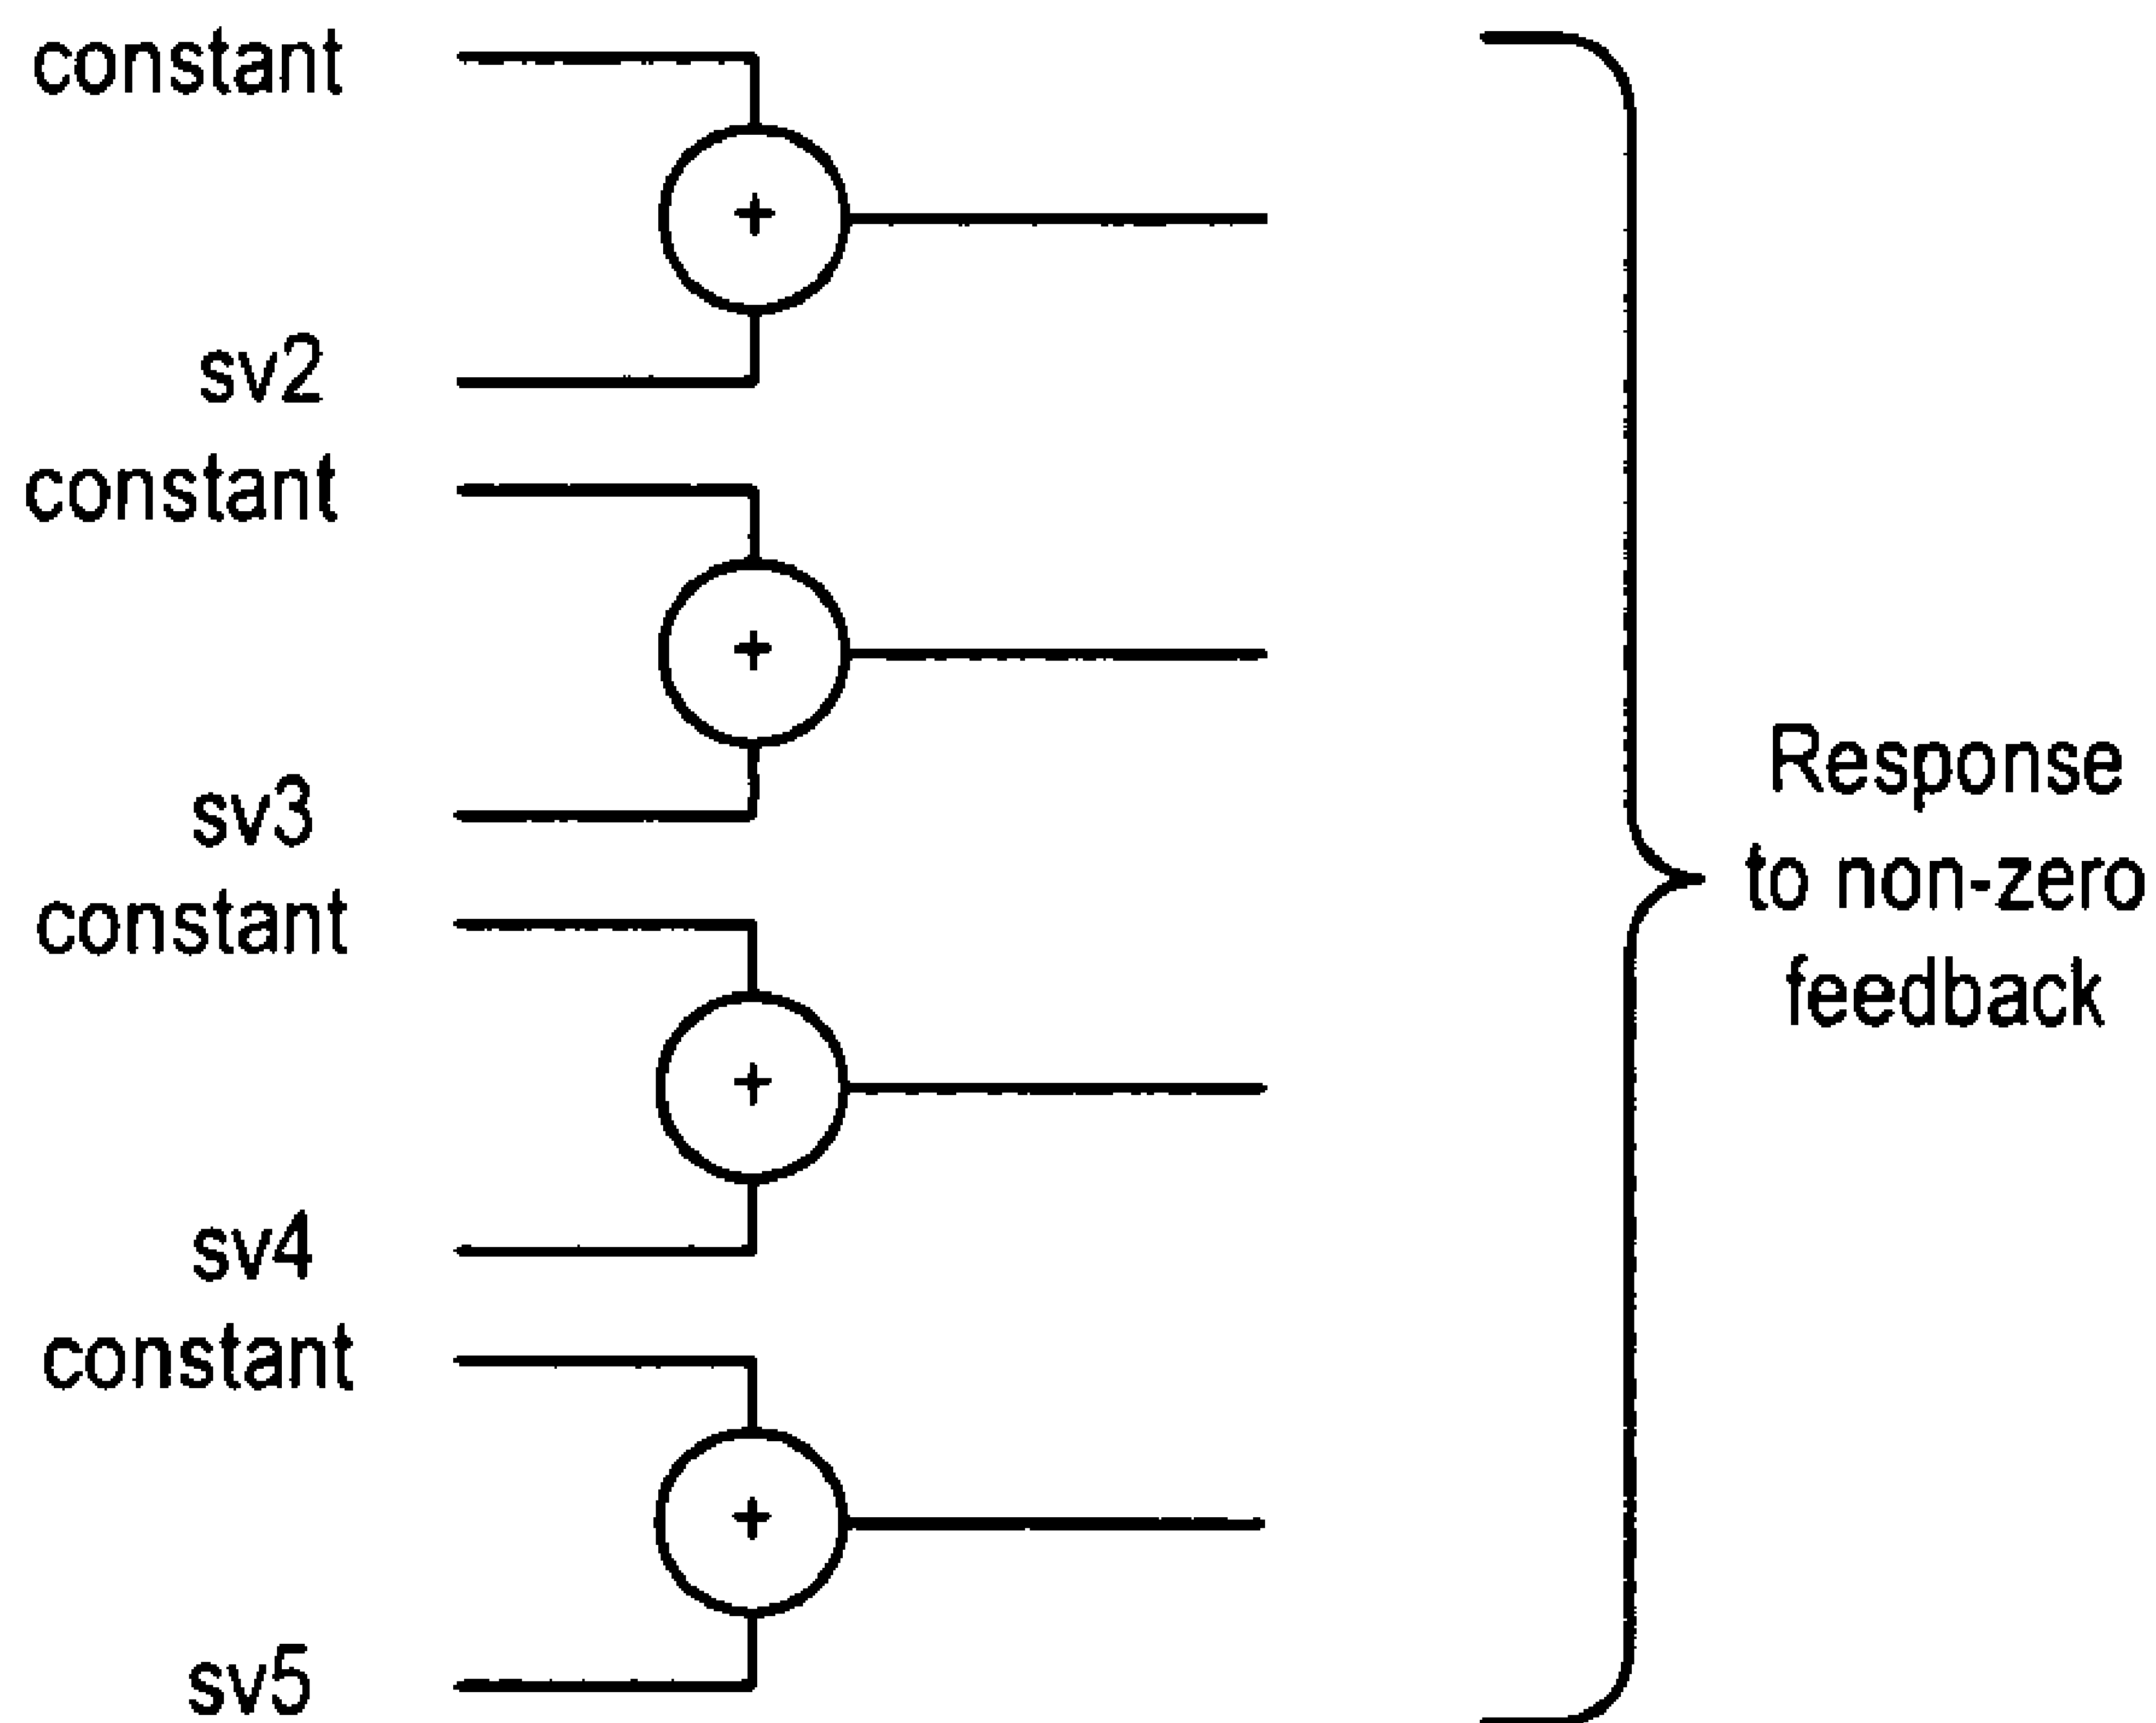 constant
+
sv2
constant
+
sv3
constant
+
sv4
constant
+
sv5
Response
to non-zero
feedback